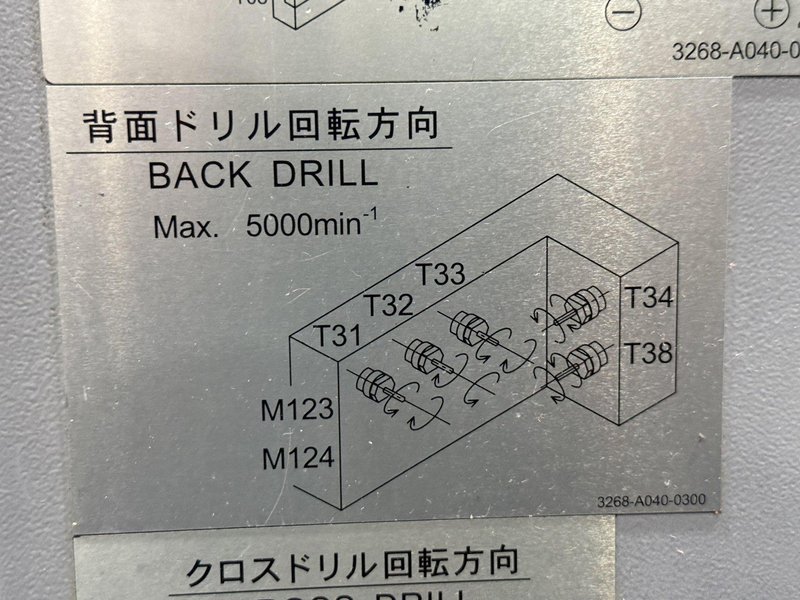 3268-A040-0
背面ドリル回転方向
BACK DRILL
Max. 5000min⁻¹
T33
T32
T31
T34
T38
M123
M124
3268-A040-0300
クロスドリル回転方向
DRILL